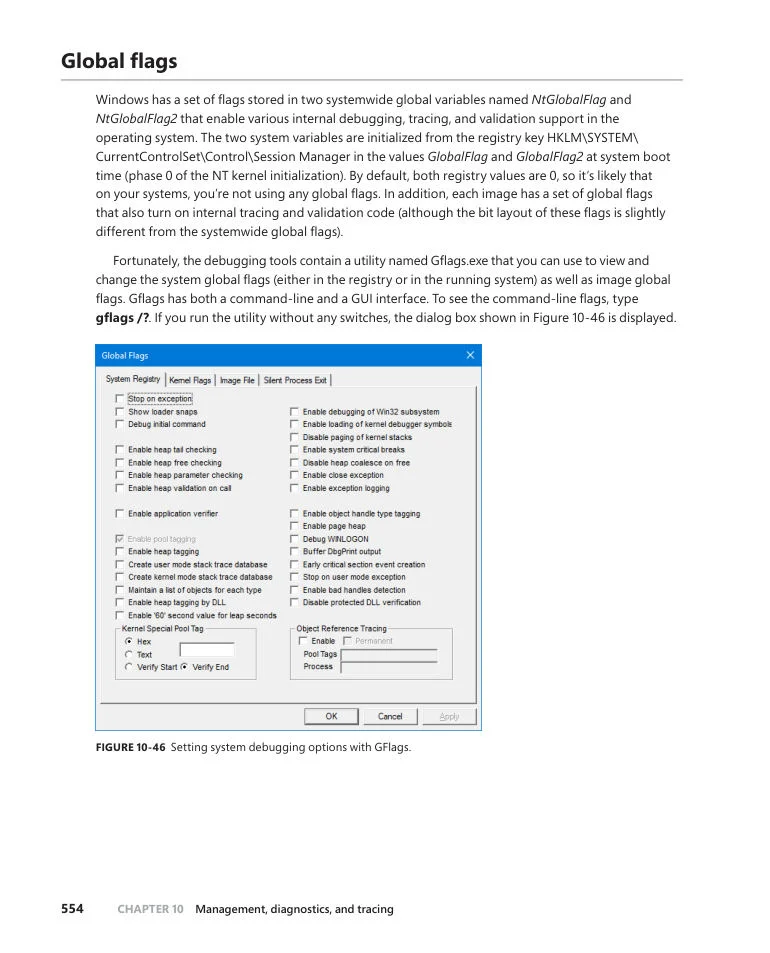 Global flags
Windows has a set of flags stored in two systemwide global variables named NtGlobalFlag and
NtGlobalFlag2 that enable various internal debugging, tracing, and validation support in the
operating system. The two system variables are initialized from the registry key HKLM\SYSTEM\
CurrentControlSet\Control\Session Manager in the values GlobalFlag and GlobalFlag2 at system boot
time (phase 0 of the NT kernel initialization). By default, both registry values are 0, so it’s likely that
on your systems, you’re not using any global flags. In addition, each image has a set of global flags
that also turn on internal tracing and validation code (although the bit layout of these flags is slightly
different from the systemwide global flags).
Fortunately, the debugging tools contain a utility named Gflags.exe that you can use to view and
change the system global flags (either in the registry or in the running system) as well as image global
flags. Gflags has both a command-line and a GUI interface. To see the command-line flags, type
gflags /?. If you run the utility without any switches, the dialog box shown in Figure 10-46 is displayed.
Global Flags
System Registry Kernel Flags Image File Silent Process Exit
Stop on exception
Show loader snaps
Debug initial command
Enable heap tail checking
Enable heap free checking
Enable heap parameter checking
Enable heap validation on call
Enable application verifier
Enable pool tagging
Enable heap tagging
Create user mode stack trace database
Create kernel mode stack trace database
Maintain a list of objects for each type
Enable heap tagging by DLL
Enable '60' second value for leap seconds
Enable debugging of Win32 subsystem
Enable loading of kernel debugger symbols
Disable paging of kernel stacks
Enable system critical breaks
Disable heap coalesce on free
Enable close exception
Enable exception logging
Enable object handle type tagging
Enable page heap
Debug WINLOGON
Buffer DbgPrint output
Early critical section event creation
Stop on user mode exception
Enable bad handles detection
Disable protected DLL verification
Kernel Special Pool Tag
Hex
Text
Verify Start Verify End
Object Reference Tracing
Enable Permanent
Pool Tags
Process
OK Cancel Apply
FIGURE 10-46 Setting system debugging options with GFlags.
554 CHAPTER 10 Management, diagnostics, and tracing